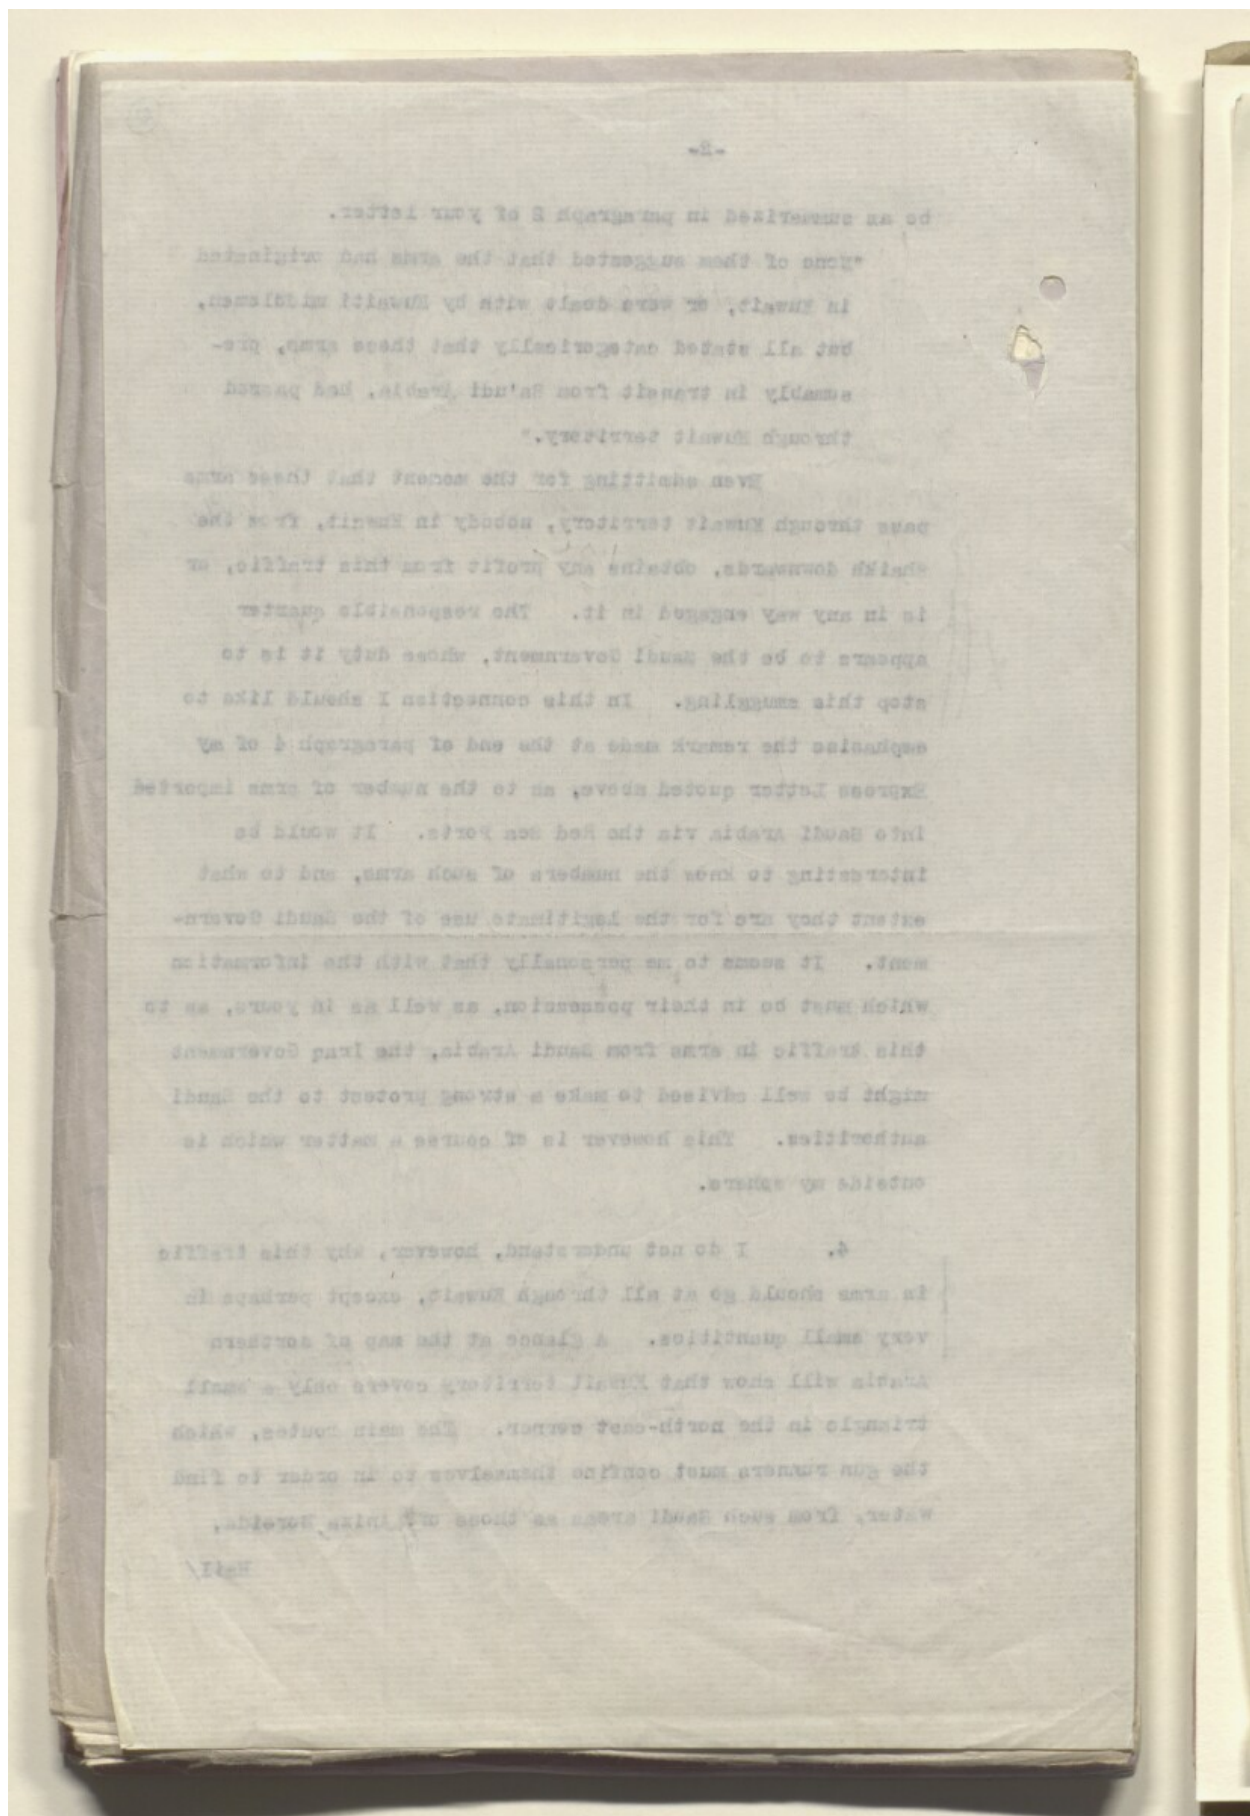 -2-
be as summarized in paragraph 2 of your letter.
"None of them suggested that the arms had originated
in Kuwait, or were dealt with by Kuwaiti middlemen,
but all stated categorically that these arms, pre-
sumably in transit from Sa'udi Arabia, had passed
through Kuwait territory."
Even admitting for the moment that these arms
pass through Kuwait territory, nobody in Kuwait, from the
Shaikh downwards, obtains any profit from this traffic, or
is in any way engaged in it. The responsible quarter
appears to be the Saudi Government, whose duty it is to
stop this smuggling. In this connection I should like to
emphasise the remark made at the end of paragraph 4 of my
Express Letter quoted above, as to the number of arms imported
into Saudi Arabia via the Red Sea Ports. It would be
interesting to know the numbers of such arms, and to what
extent they are for the legitimate use of the Saudi Govern-
ment. It seems to me personally that with the information
which must be in their possession, as well as in yours, as to
this traffic in arms from Saudi Arabia, the Iraq Government
might be well advised to make a strong protest to the Saudi
authorities. This however is of course a matter which is
outside my sphere.
4. I do not understand, however, why this traffic
in arms should go at all through Kuwait, except perhaps in
very small quantities. A glance at the map of northern
Arabia will show that Kuwait territory covers only a small
triangle in the north-east corner. The main routes, which
the gun runners must confine themselves to in order to find
water, from such Saudi areas as those of Aniza, Boreida,
Hail/